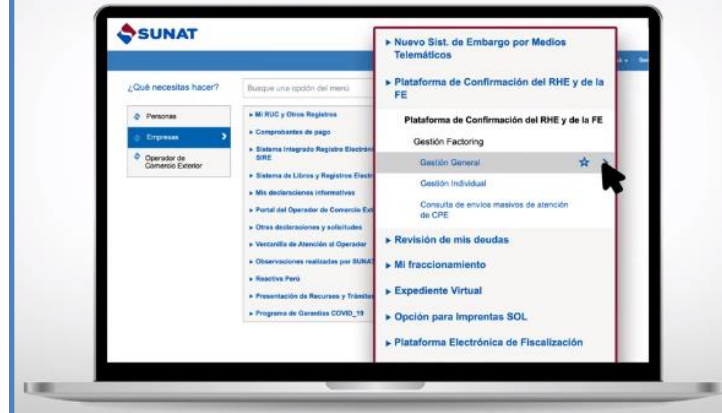 SUNAT
¿Qué necesitas hacer?
Busque una opción del menú
Personas
Empresas
Operador de
Comercio Exterior
▸ Mi RUC y Otros Registros
▸ Comprobantes de pago
▸ Sistema Integrado Registro Electróni
SIRE
▸ Sistema de Libros y Registros Electr
▸ Mis declaraciones informativas
▸ Portal del Operador de Comercio Ext
▸ Otras declaraciones y solicitudes
▸ Ventanilla de Atención al Operador
▸ Observaciones realizadas por SUNAT
▸ Reactiva Perú
▸ Presentación de Recursos y Trámites
▸ Programa de Garantías COVID_19
▸ Nuevo Sist. de Embargo por Medios
Telemáticos
▸ Plataforma de Confirmación del RHE y de la
FE
Plataforma de Confirmación del RHE y de la FE
Gestión Factoring
Gestión General
Gestión Individual
Consulta de envíos masivos de atención
de CPE
▸ Revisión de mis deudas
▸ Mi fraccionamiento
▸ Expediente Virtual
▸ Opción para Imprentas SOL
▸ Plataforma Electrónica de Fiscalización